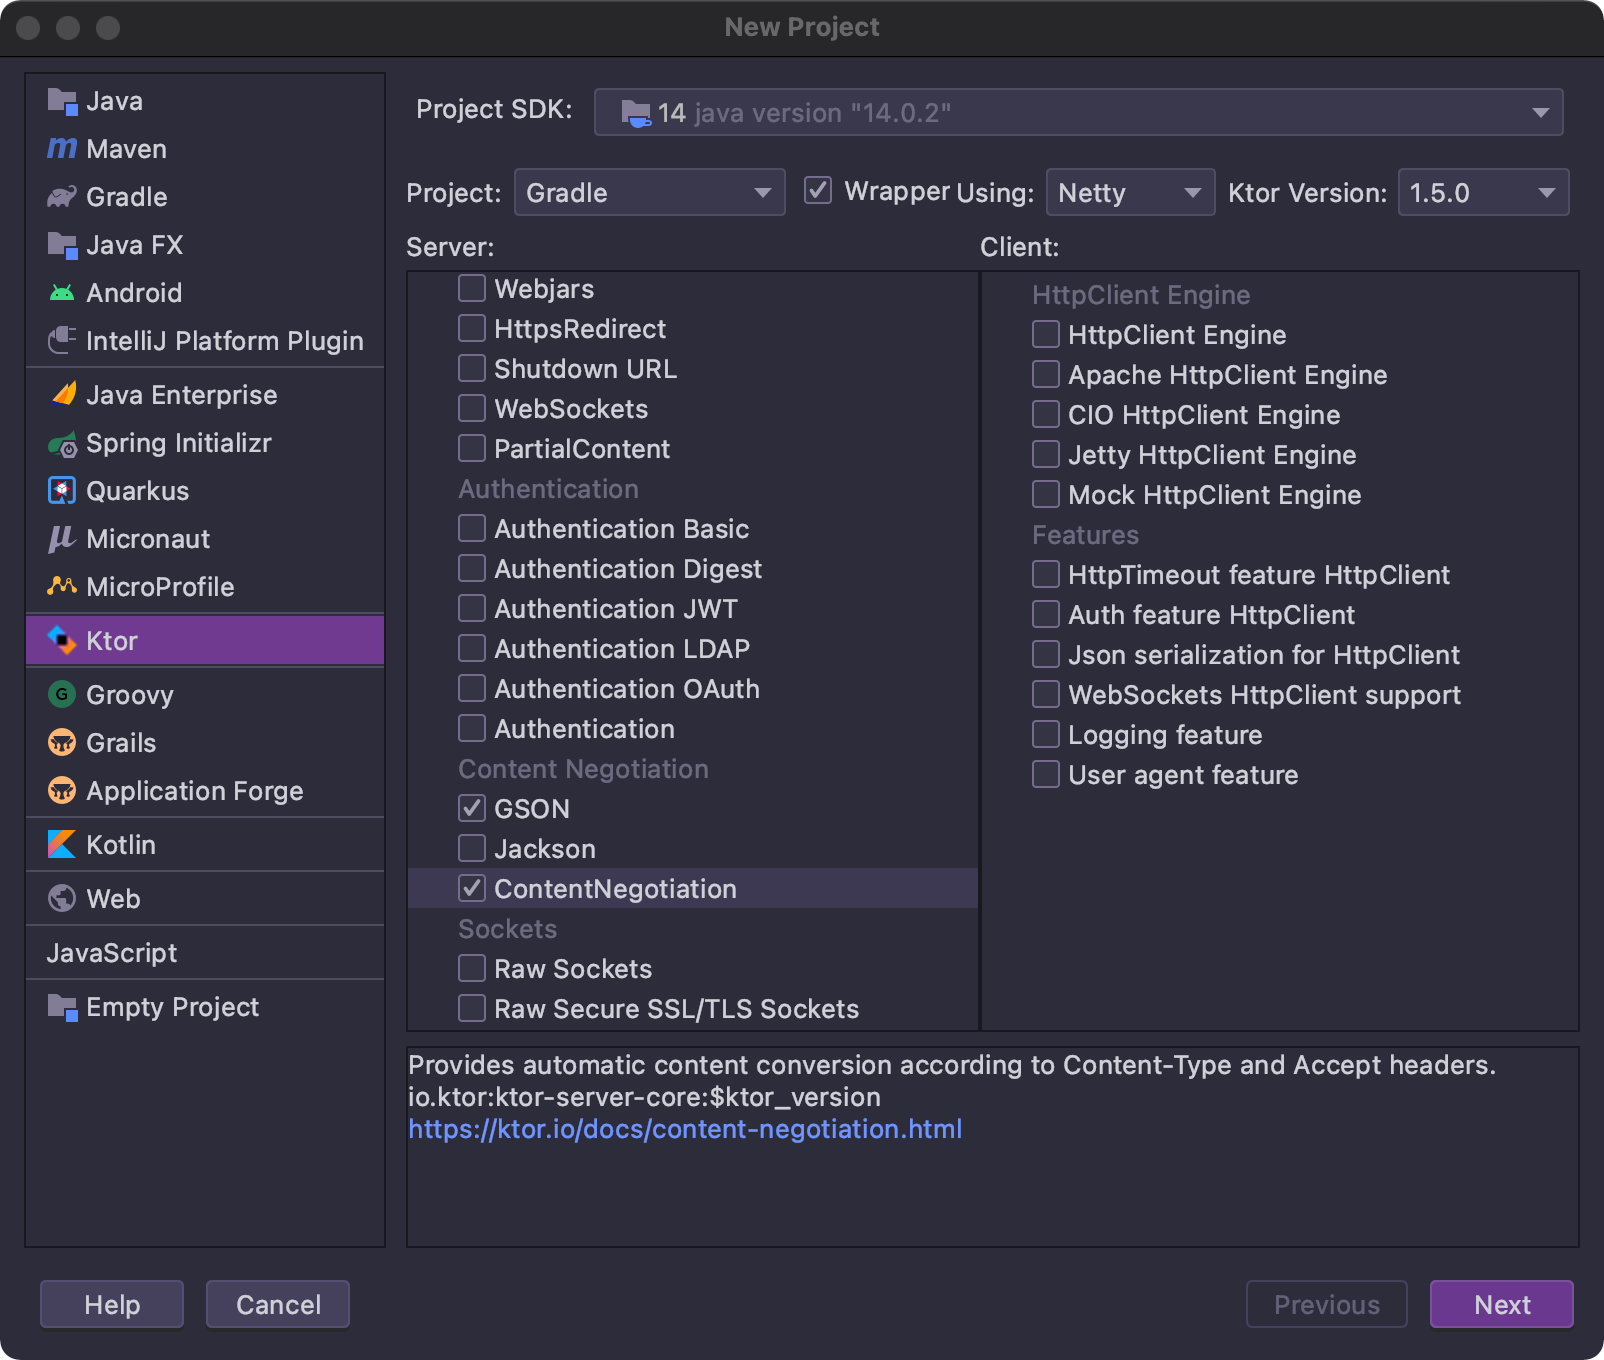 New Project
Java
Maven
Gradle
Java FX
Android
IntelliJ Platform Plugin
Java Enterprise
Spring Initializr
Quarkus
Micronaut
MicroProfile
Ktor
Groovy
Grails
Application Forge
Kotlin
Web
JavaScript
Empty Project
Project SDK: 14 java version "14.0.2"
Project: Gradle Wrapper Using: Netty Ktor Version: 1.5.0
Server:
Webjars
HttpsRedirect
Shutdown URL
WebSockets
PartialContent
Authentication
Authentication Basic
Authentication Digest
Authentication JWT
Authentication LDAP
Authentication OAuth
Authentication
Content Negotiation
GSON
Jackson
ContentNegotiation
Sockets
Raw Sockets
Raw Secure SSL/TLS Sockets
Client:
HttpClient Engine
HttpClient Engine
Apache HttpClient Engine
CIO HttpClient Engine
Jetty HttpClient Engine
Mock HttpClient Engine
Features
HttpTimeout feature HttpClient
Auth feature HttpClient
Json serialization for HttpClient
WebSockets HttpClient support
Logging feature
User agent feature
Provides automatic content conversion according to Content-Type and Accept headers.
io.ktor:ktor-server-core:$ktor_version
https://ktor.io/docs/content-negotiation.html
Help Cancel Previous Next